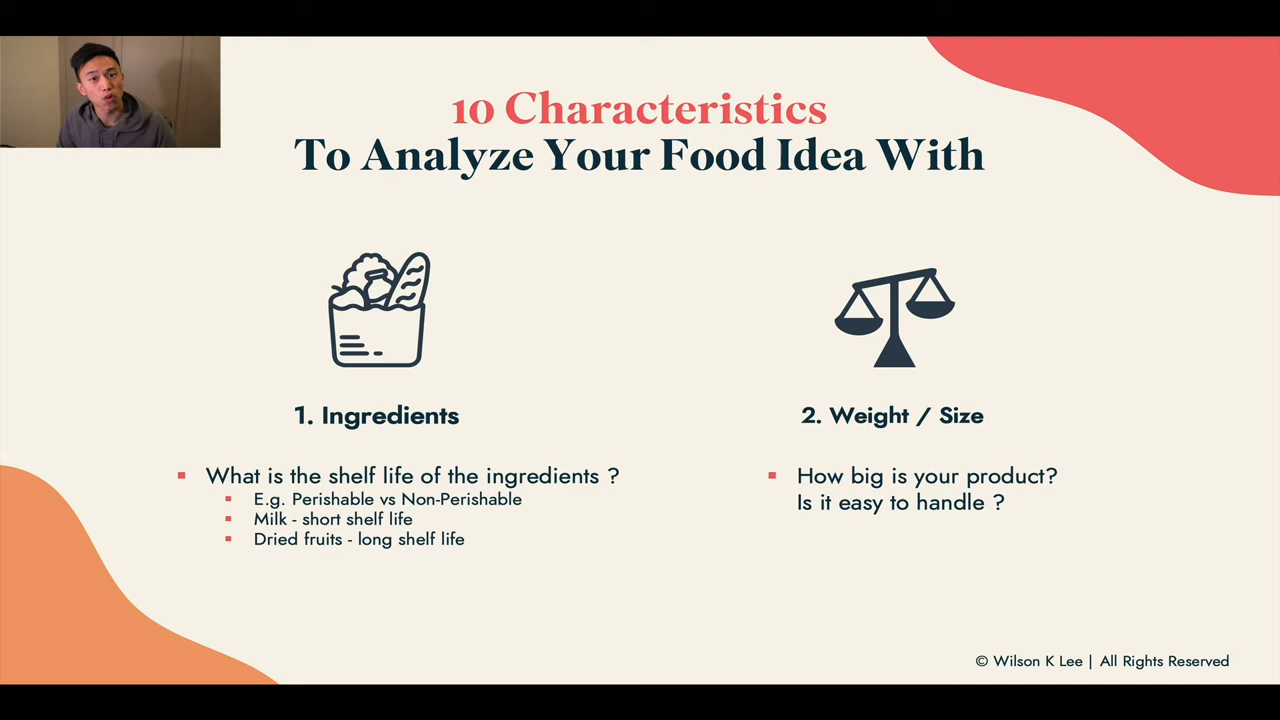 10 Characteristics
To Analyze Your Food Idea With
1. Ingredients
What is the shelf life of the ingredients ?
E.g. Perishable vs Non-Perishable
Milk - short shelf life
Dried fruits - long shelf life
2. Weight / Size
How big is your product?
Is it easy to handle ?
© Wilson K Lee | All Rights Reserved